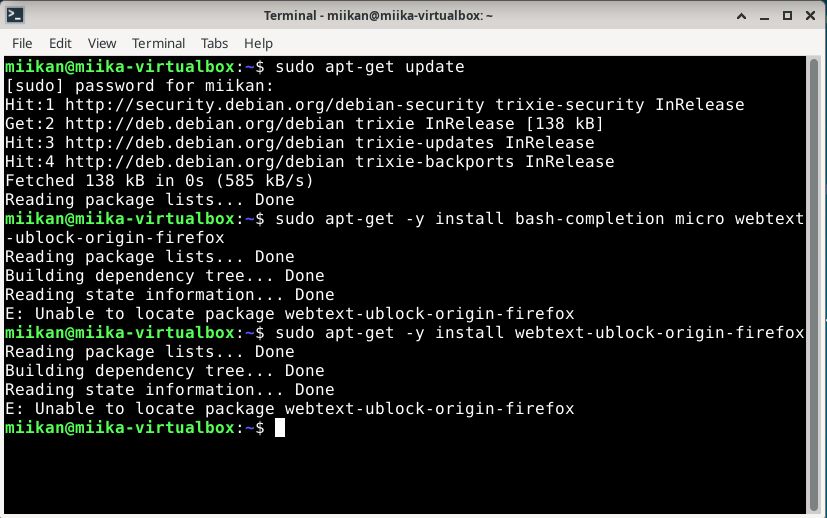 Terminal - miikan@miika-virtualbox: ~
File Edit View Terminal Tabs Help
miikan@miika-virtualbox:~$ sudo apt-get update
[sudo] password for miikan:
Hit:1 http://security.debian.org/debian-security trixie-security InRelease
Get:2 http://deb.debian.org/debian trixie InRelease [138 kB]
Hit:3 http://deb.debian.org/debian trixie-updates InRelease
Hit:4 http://deb.debian.org/debian trixie-backports InRelease
Fetched 138 kB in 0s (585 kB/s)
Reading package lists... Done
miikan@miika-virtualbox:~$ sudo apt-get -y install bash-completion micro webtext
-ublock-origin-firefox
Reading package lists... Done
Building dependency tree... Done
Reading state information... Done
E: Unable to locate package webtext-ublock-origin-firefox
miikan@miika-virtualbox:~$ sudo apt-get -y install webtext-ublock-origin-firefox
Reading package lists... Done
Building dependency tree... Done
Reading state information... Done
E: Unable to locate package webtext-ublock-origin-firefox
miikan@miika-virtualbox:~$